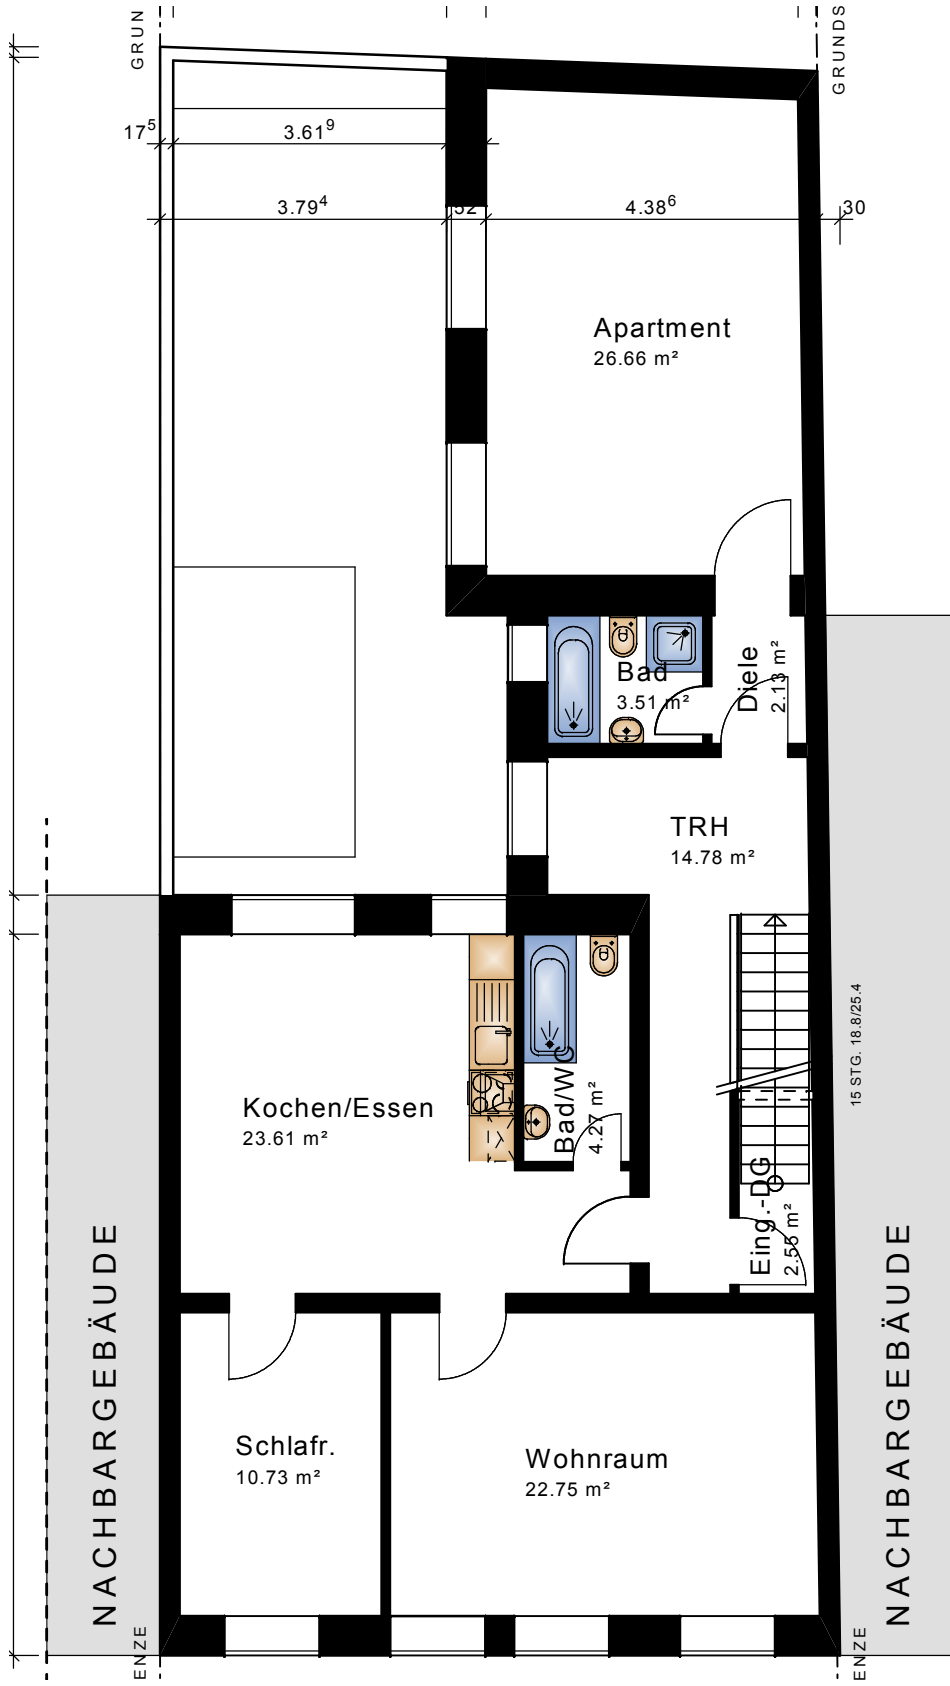 GRUN
GRUNDS
17⁵
3.61⁹
3.79⁴
52
4.38⁶
30
Apartment
26.66 m²
Bad
3.51 m²
Diele
2.13 m²
TRH
14.78 m²
15 STG. 18.8/25.4
Kochen/Essen
23.61 m²
Bad/WC
4.27 m²
Eing.-DG
2.55 m²
NACHBARGEBÄUDE
NACHBARGEBÄUDE
Schlafr.
10.73 m²
Wohnraum
22.75 m²
ENZE
ENZE